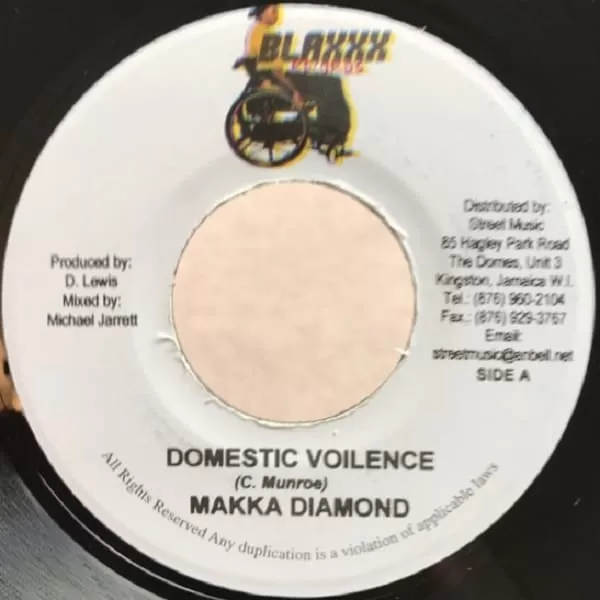 BLAXXX
RECORDS
Produced by:
D. Lewis
Mixed by:
Michael Jarrett
Distributed by:
Street Music
85 Hagley Park Road
The Domes, Unit 3
Kingston, Jamaica W.I.
Tel.: (876) 960-2104
Fax.: (876) 929-3767
Email:
streetmusic@anbell.net
SIDE A
DOMESTIC VOILENCE
(C. Munroe)
MAKKA DIAMOND
All Rights Reserved Any duplication is a violation of applicable laws